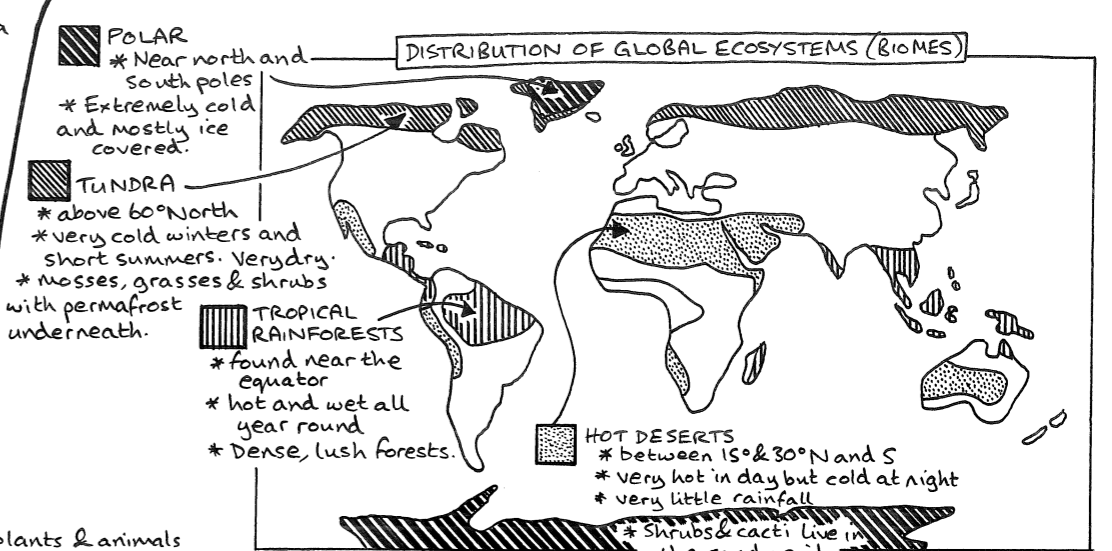 DISTRIBUTION OF GLOBAL ECOSYSTEMS (BIOMES)
POLAR
* Near north and
south poles
* Extremely cold
and mostly ice
covered.
TUNDRA
* above 60°North
* very cold winters and
short summers. Very dry.
* mosses, grasses & shrubs
with permafrost
underneath.
TROPICAL
RAINFORESTS
* found near the
equator
* hot and wet all
year round
* Dense, lush forests.
HOT DESERTS
* between 15° & 30° N and S
* very hot in day but cold at night
* very little rainfall
* Shrubs & cacti live in
plants & animals